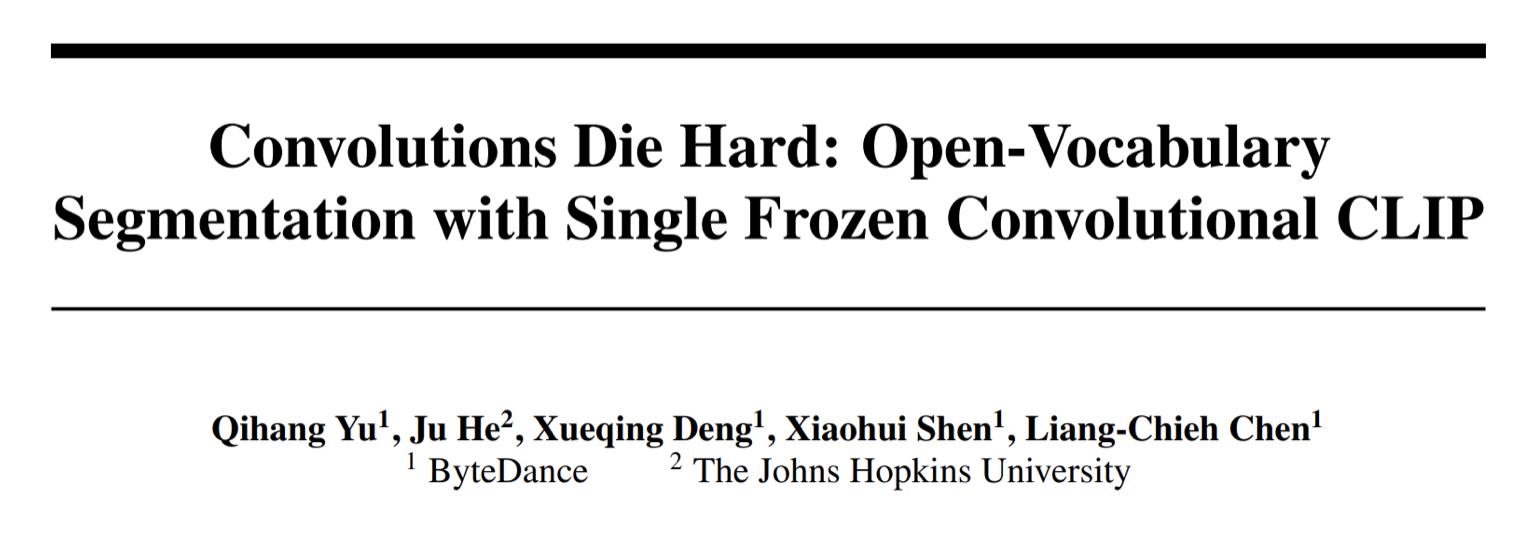 Convolutions Die Hard: Open-Vocabulary
Segmentation with Single Frozen Convolutional CLIP
Qihang Yu¹, Ju He², Xueqing Deng¹, Xiaohui Shen¹, Liang-Chieh Chen¹
¹ ByteDance ² The Johns Hopkins University